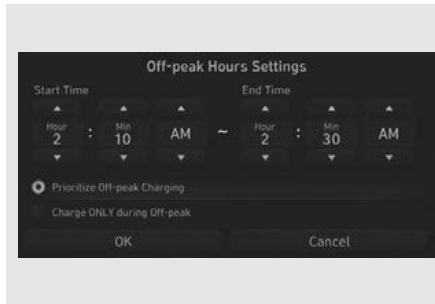 Off-peak Hours Settings
Start Time End Time
Hour Min Hour Min
2 : 10 AM ~ 2 : 30 AM
Prioritize Off-peak Charging
Charge ONLY during Off-peak
OK Cancel